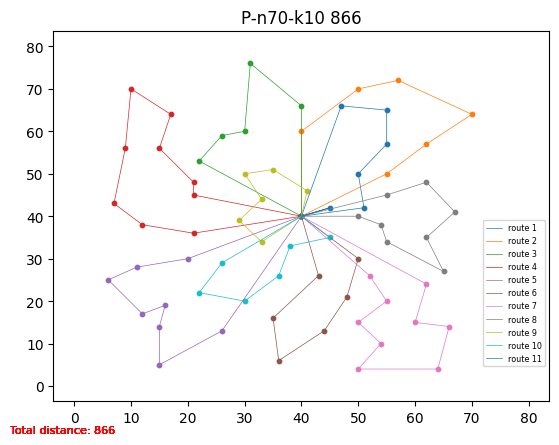 P-n70-k10 866
80
70
60
50
40
30
20
10
0
0 10 20 30 40 50 60 70 80
route 1
route 2
route 3
route 4
route 5
route 6
route 7
route 8
route 9
route 10
route 11
Total distance: 866